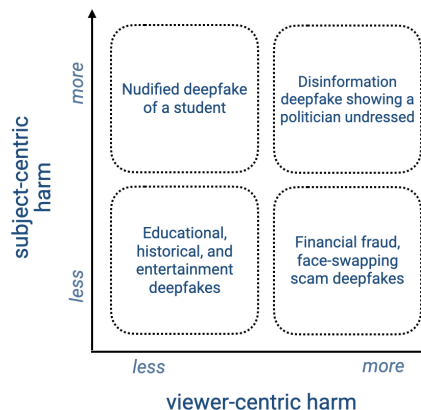 more
subject-centric
harm
less
Nudified deepfake
of a student
Disinformation
deepfake showing a
politician undressed
Educational,
historical, and
entertainment
deepfakes
Financial fraud,
face-swapping
scam deepfakes
less
more
viewer-centric harm